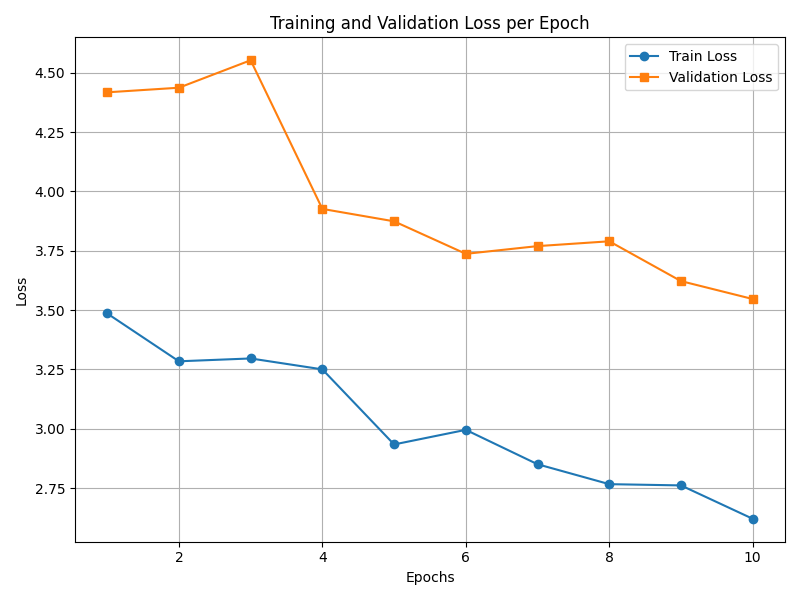 Training and Validation Loss per Epoch
Train Loss
Validation Loss
4.50
4.25
4.00
3.75
3.50
3.25
3.00
2.75
Loss
2 4 6 8 10
Epochs